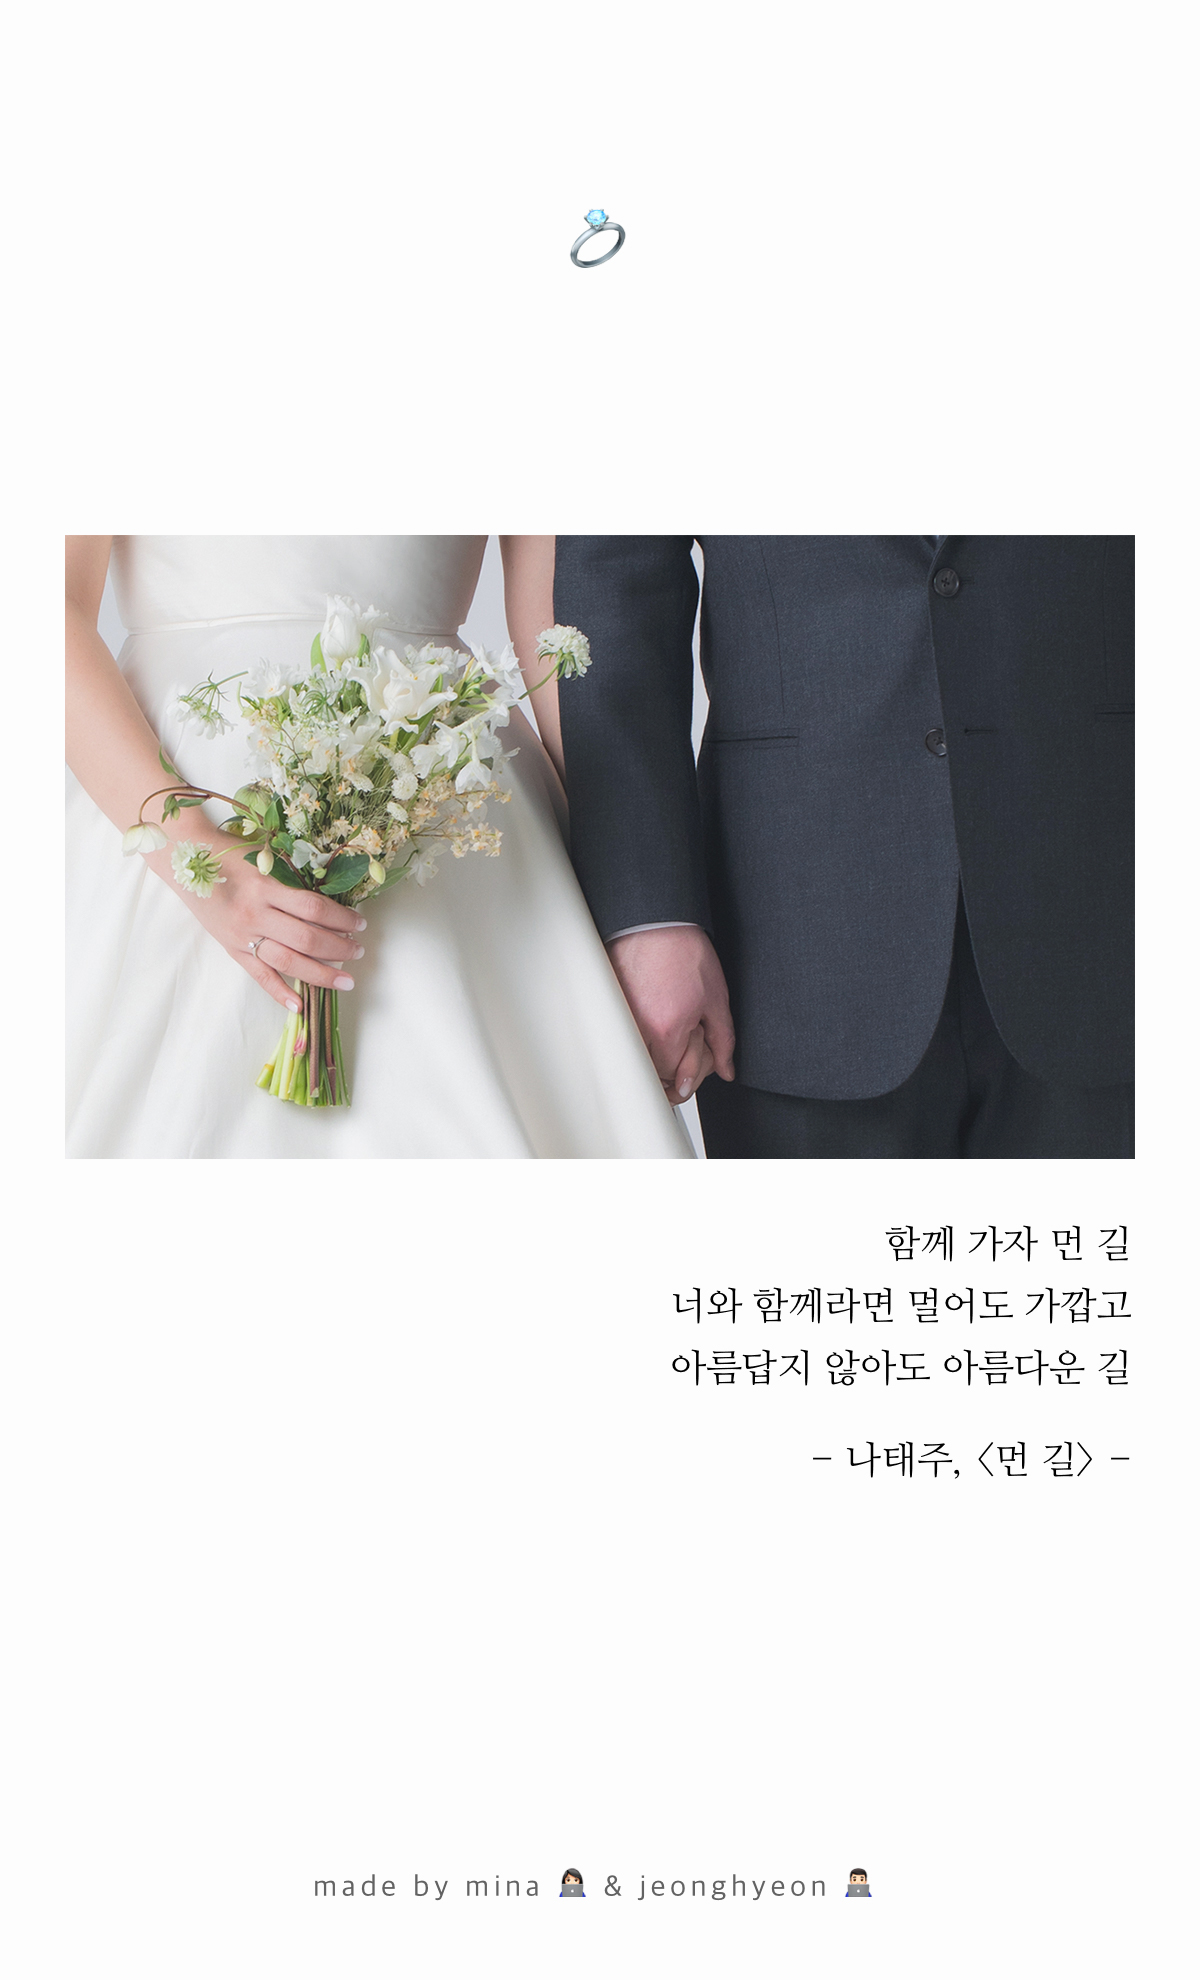 함께 가자 먼 길
너와 함께라면 멀어도 가깝고
아름답지 않아도 아름다운 길
– 나태주, 〈먼 길〉 –
made by mina 👩🏻‍💻 & jeonghyeon 👨🏻‍💻